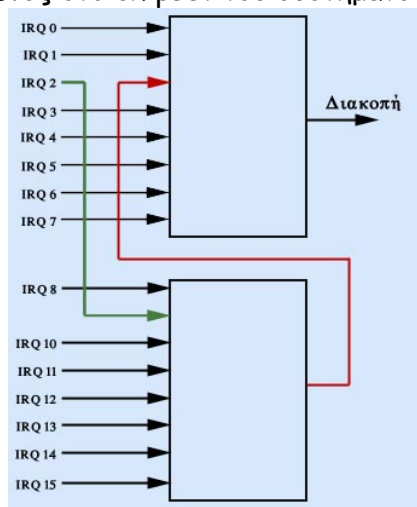 IRQ 0
IRQ 1
IRQ 2
IRQ 3
IRQ 4
IRQ 5
IRQ 6
IRQ 7
Διακοπή
IRQ 8
IRQ 10
IRQ 11
IRQ 12
IRQ 13
IRQ 14
IRQ 15